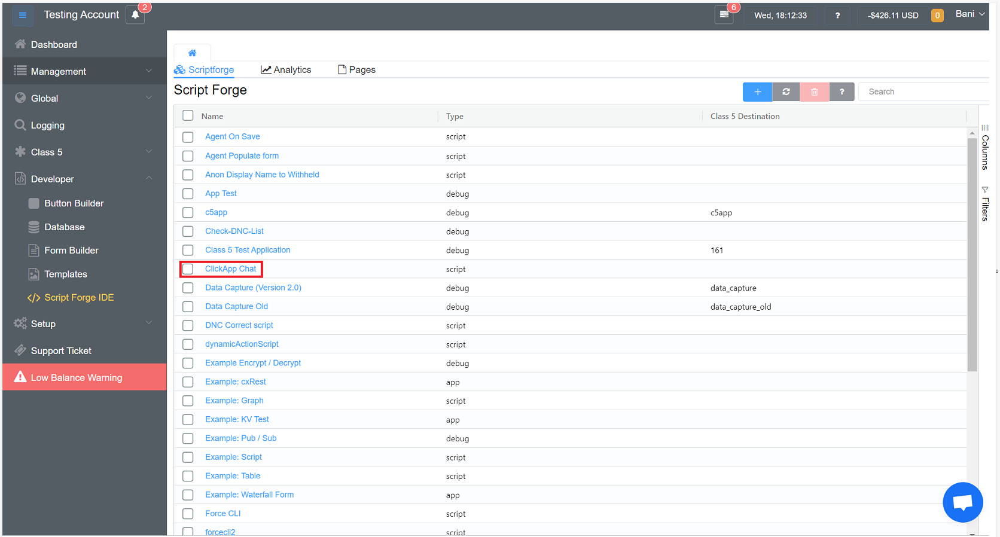 Testing Account
2
6
Wed, 18:12:33
?
-$426.11 USD
0
Bani
Dashboard
Management
Global
Logging
Class 5
Developer
Button Builder
Database
Form Builder
Templates
</> Script Forge IDE
Setup
Support Ticket
Low Balance Warning
Scriptforge
Analytics
Pages
Script Forge
+
?
Search
Name Type Class 5 Destination
Agent On Save script
Agent Populate form script
Anon Display Name to Withheld script
App Test debug
c5app debug c5app
Check-DNC-List debug
Class 5 Test Application debug 161
ClickApp Chat script
Data Capture (Version 2.0) debug data_capture
Data Capture Old debug data_capture_old
DNC Correct script script
dynamicActionScript script
Example Encrypt / Decrypt debug
Example: cxRest app
Example: Graph script
Example: KV Test app
Example: Pub / Sub debug
Example: Script script
Example: Table script
Example: Waterfall Form app
Force CLI script
forcecli2 script
Columns
Filters